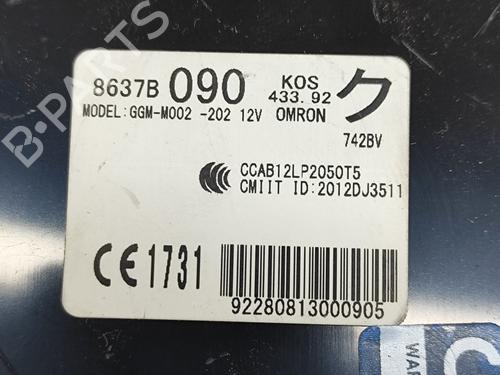 B-PARTS
8637B 090 KOS 433.92 ク
MODEL:GGM-M002 -202 12V OMRON
742BV
CCAB12LP2050T5
CMIIT ID:2012DJ3511
CE 1731
92280813000905